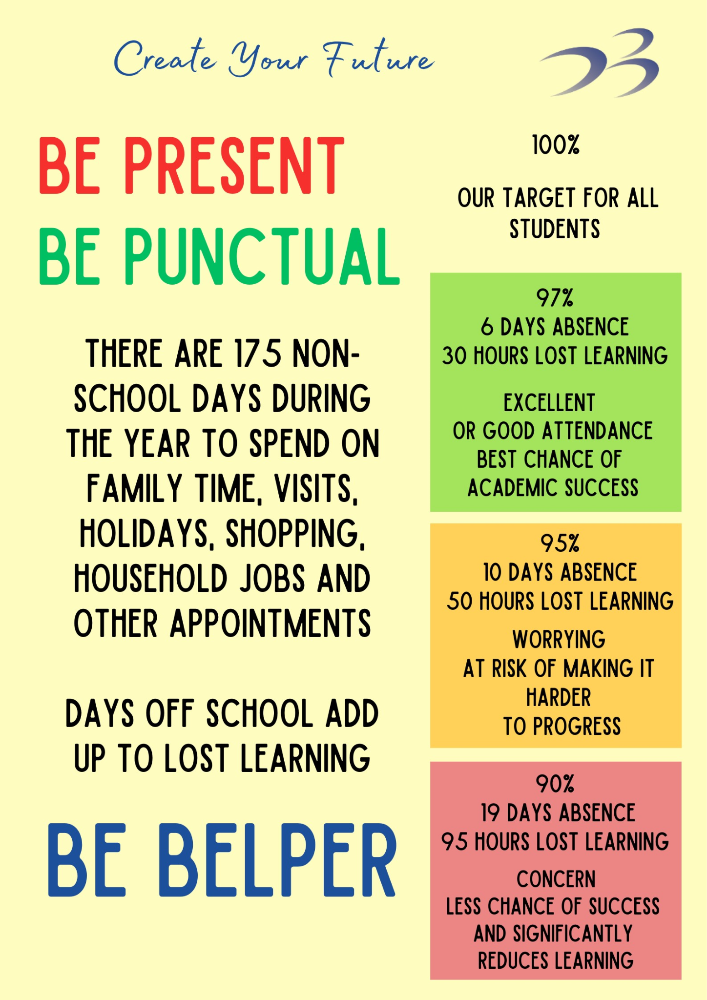 Create Your Future
BE PRESENT
BE PUNCTUAL
THERE ARE 175 NON-
SCHOOL DAYS DURING
THE YEAR TO SPEND ON
FAMILY TIME, VISITS,
HOLIDAYS, SHOPPING,
HOUSEHOLD JOBS AND
OTHER APPOINTMENTS
DAYS OFF SCHOOL ADD
UP TO LOST LEARNING
BE BELPER
100%
OUR TARGET FOR ALL
STUDENTS
97%
6 DAYS ABSENCE
30 HOURS LOST LEARNING
EXCELLENT
OR GOOD ATTENDANCE
BEST CHANCE OF
ACADEMIC SUCCESS
95%
10 DAYS ABSENCE
50 HOURS LOST LEARNING
WORRYING
AT RISK OF MAKING IT
HARDER
TO PROGRESS
90%
19 DAYS ABSENCE
95 HOURS LOST LEARNING
CONCERN
LESS CHANCE OF SUCCESS
AND SIGNIFICANTLY
REDUCES LEARNING